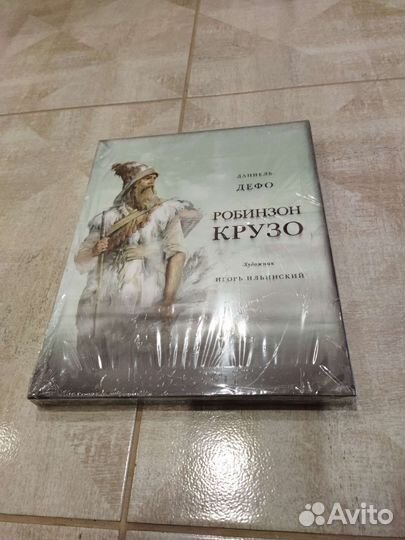 ДАНИЕЛЬ
ДЕФО
РОБИНЗОН
КРУЗО
Художник
ИГОРЬ ИЛЬИНСКИЙ
Avito